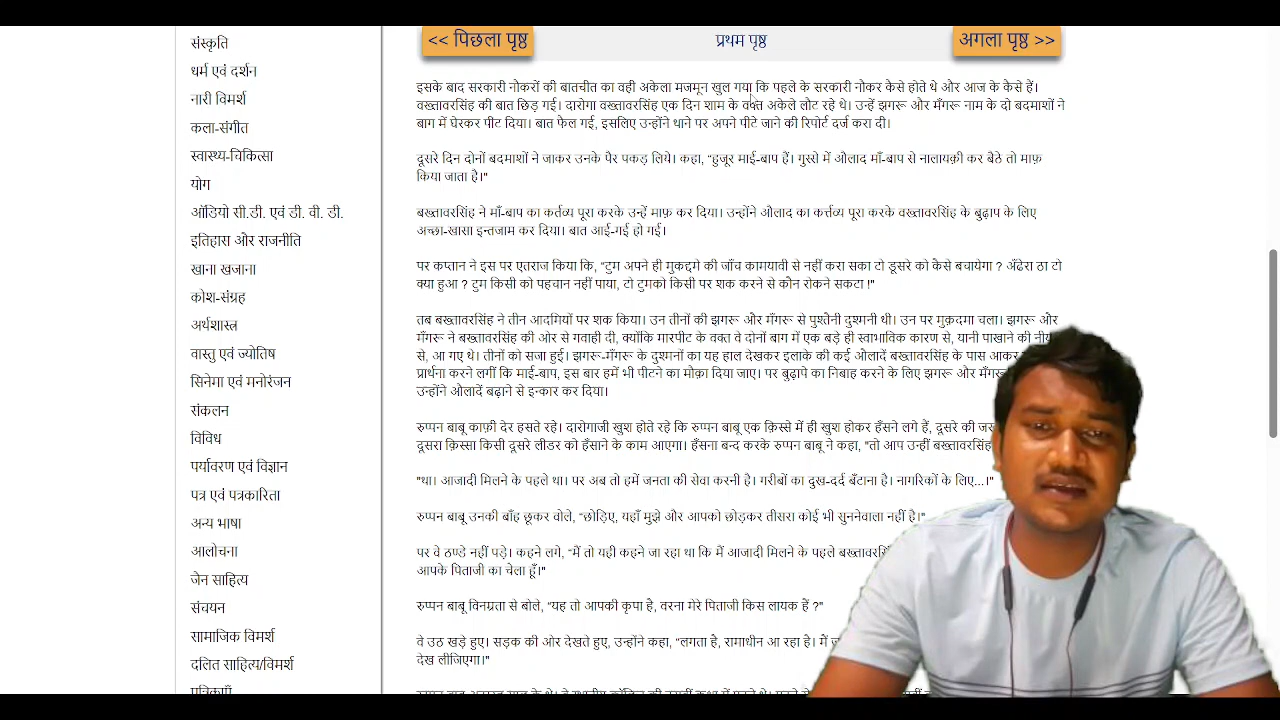 << पिछला पृष्ठ
प्रथम पृष्ठ
अगला पृष्ठ >>
संस्कृति
धर्म एवं दर्शन
नारी विमर्श
कला-संगीत
स्वास्थ्य-चिकित्सा
योग
ऑडियो सी.डी. एवं डी. वी. डी.
इतिहास और राजनीति
खाना खजाना
कोश-संग्रह
अर्थशास्त्र
वास्तु एवं ज्योतिष
सिनेमा एवं मनोरंजन
संकलन
विविध
पर्यावरण एवं विज्ञान
पत्र एवं पत्रकारिता
अन्य भाषा
आलोचना
जैन साहित्य
संचयन
सामाजिक विमर्श
दलित साहित्य/विमर्श
पत्रिकाएँ
इसके बाद सरकारी नौकरों की बातचीत का वही अकेला मजमून खुल गया कि पहले के सरकारी नौकर कैसे होते थे और आज के कैसे हैं।
बख्तावरसिंह की बात छिड़ गई। दारोगा बख्तावरसिंह एक दिन शाम के वक्त अकेले लौट रहे थे। उन्हें झगरू और मँगरू नाम के दो बदमाशों ने
बाग में घेरकर पीट दिया। बात फैल गई, इसलिए उन्होंने थाने पर अपने पीटे जाने की रिपोर्ट दर्ज करा दी।
दूसरे दिन दोनों बदमाशों ने जाकर उनके पैर पकड़ लिये। कहा, "हुजूर माई-बाप हैं। गुस्से में औलाद माँ-बाप से नालायक़ी कर बैठे तो माफ़
किया जाता है।"
बख्तावरसिंह ने माँ-बाप का कर्तव्य पूरा करके उन्हें माफ़ कर दिया। उन्होंने औलाद का कर्त्तव्य पूरा करके बख्तावरसिंह के बुढ़ाप के लिए
अच्छा-खासा इन्तजाम कर दिया। बात आई-गई हो गई।
पर कप्तान ने इस पर एतराज किया कि, "टुम अपने ही मुकद्दमे की जाँच कामयाबी से नहीं करा सका टो डूसरे को कैसे बचायेगा ? अँढेरा ठा टो
क्या हुआ ? टुम किसी को पहचान नहीं पाया, टो टुमको किसी पर शक करने से कौन रोकने सकटा !"
तब बख्तावरसिंह ने तीन आदमियों पर शक किया। उन तीनों की झगरू और मँगरू से पुश्तैनी दुश्मनी थी। उन पर मुक़दमा चला। झगरू और
मँगरू ने बख्तावरसिंह की ओर से गवाही दी, क्योंकि मारपीट के वक्त वे दोनों बाग में एक बड़े ही स्वाभाविक कारण से, यानी पाखाने की
से, आ गए थे। तीनों को सजा हुई। झगरू-मँगरू के दुश्मनों का यह हाल देखकर इलाके की कई औलादें बख्तावरसिंह के पास आकर
प्रार्थना करने लगीं कि माई-बाप, इस बार हमें भी पीटने का मौक़ा दिया जाए। पर बुढ़ापे का निबाह करने के लिए झगरू और
उन्होंने औलादें बढ़ाने से इन्कार कर दिया।
रुप्पन बाबू काफ़ी देर हसते रहे। दारोगाजी खुश होते रहे कि रुप्पन बाबू एक क़िस्से में ही खुश होकर हँसने लगे हैं, दूसरे की
दूसरा क़िस्सा किसी दूसरे लीडर को हँसाने के काम आएगा। हँसना बन्द करके रुप्पन बाबू ने कहा, "तो आप उन्हीं
"था। आजादी मिलने के पहले था। पर अब तो हमें जनता की सेवा करनी है। गरीबों का दुख-दर्द बँटाना है। नागरिकों के लिए...।"
रुप्पन बाबू उनकी बाँह छूकर बोले, "छोड़िए, यहाँ मुझे और आपको छोड़कर तीसरा कोई भी सुननेवाला नहीं है।"
पर वे ठण्डे नहीं पड़े। कहने लगे, "मैं तो यही कहने जा रहा था कि मैं आजादी मिलने के पहले
आपके पिताजी का चेला हूँ।"
रुप्पन बाबू विनम्रता से बोले, "यह तो आपकी कृपा है, वरना मेरे पिताजी किस लायक हैं ?"
वे उठ खड़े हुए। सड़क की ओर देखते हुए, उन्होंने कहा, "लगता है, रामाधीन आ रहा है। मैं
देख लीजिएगा।"